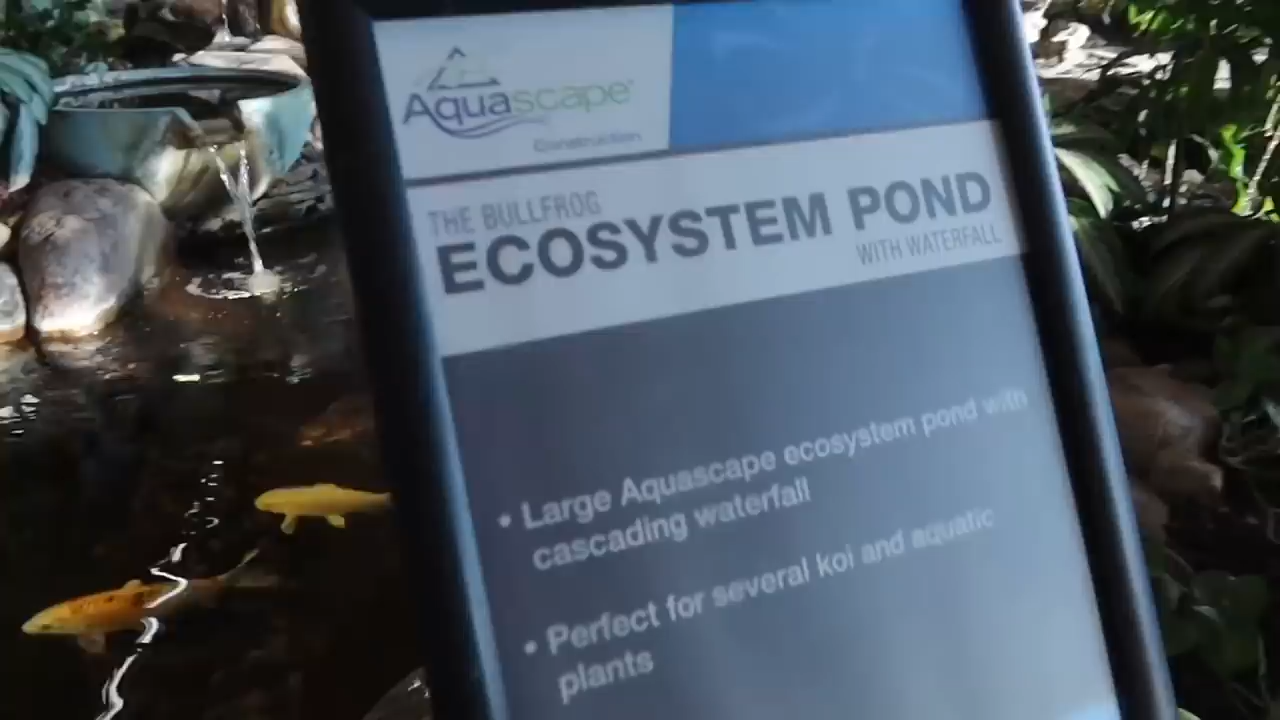 Aquascape
Construction
THE BULLFROG
ECOSYSTEM POND
WITH WATERFALL
• Large Aquascape ecosystem pond with
cascading waterfall
• Perfect for several koi and aquatic
plants